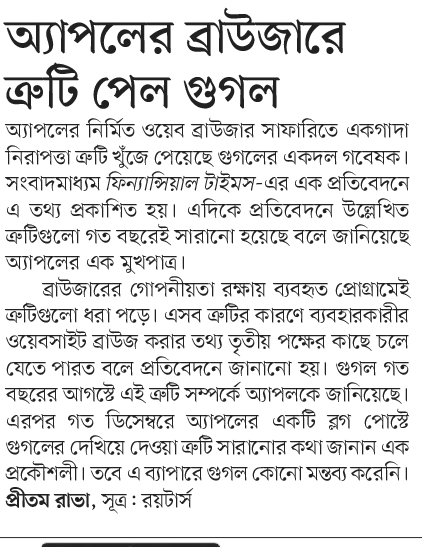 অ্যাপলের ব্রাউজারে
ত্রুটি পেল গুগল
অ্যাপলের নির্মিত ওয়েব ব্রাউজার সাফারিতে একগাদা
নিরাপত্তা ত্রুটি খুঁজে পেয়েছে গুগলের একদল গবেষক।
সংবাদমাধ্যম ফিন্যান্সিয়াল টাইমস-এর এক প্রতিবেদনে
এ তথ্য প্রকাশিত হয়। এদিকে প্রতিবেদনে উল্লেখিত
ত্রুটিগুলো গত বছরেই সারানো হয়েছে বলে জানিয়েছে
অ্যাপলের এক মুখপাত্র।
ব্রাউজারের গোপনীয়তা রক্ষায় ব্যবহৃত প্রোগ্রামেই
ত্রুটিগুলো ধরা পড়ে। এসব ত্রুটির কারণে ব্যবহারকারীর
ওয়েবসাইট ব্রাউজ করার তথ্য তৃতীয় পক্ষের কাছে চলে
যেতে পারত বলে প্রতিবেদনে জানানো হয়। গুগল গত
বছরের আগস্টে এই ত্রুটি সম্পর্কে অ্যাপলকে জানিয়েছে।
এরপর গত ডিসেম্বরে অ্যাপলের একটি ব্লগ পোস্টে
গুগলের দেখিয়ে দেওয়া ত্রুটি সারানোর কথা জানান এক
প্রকৌশলী। তবে এ ব্যাপারে গুগল কোনো মন্তব্য করেনি।
প্রীতম রাভা, সূত্র : রয়টার্স